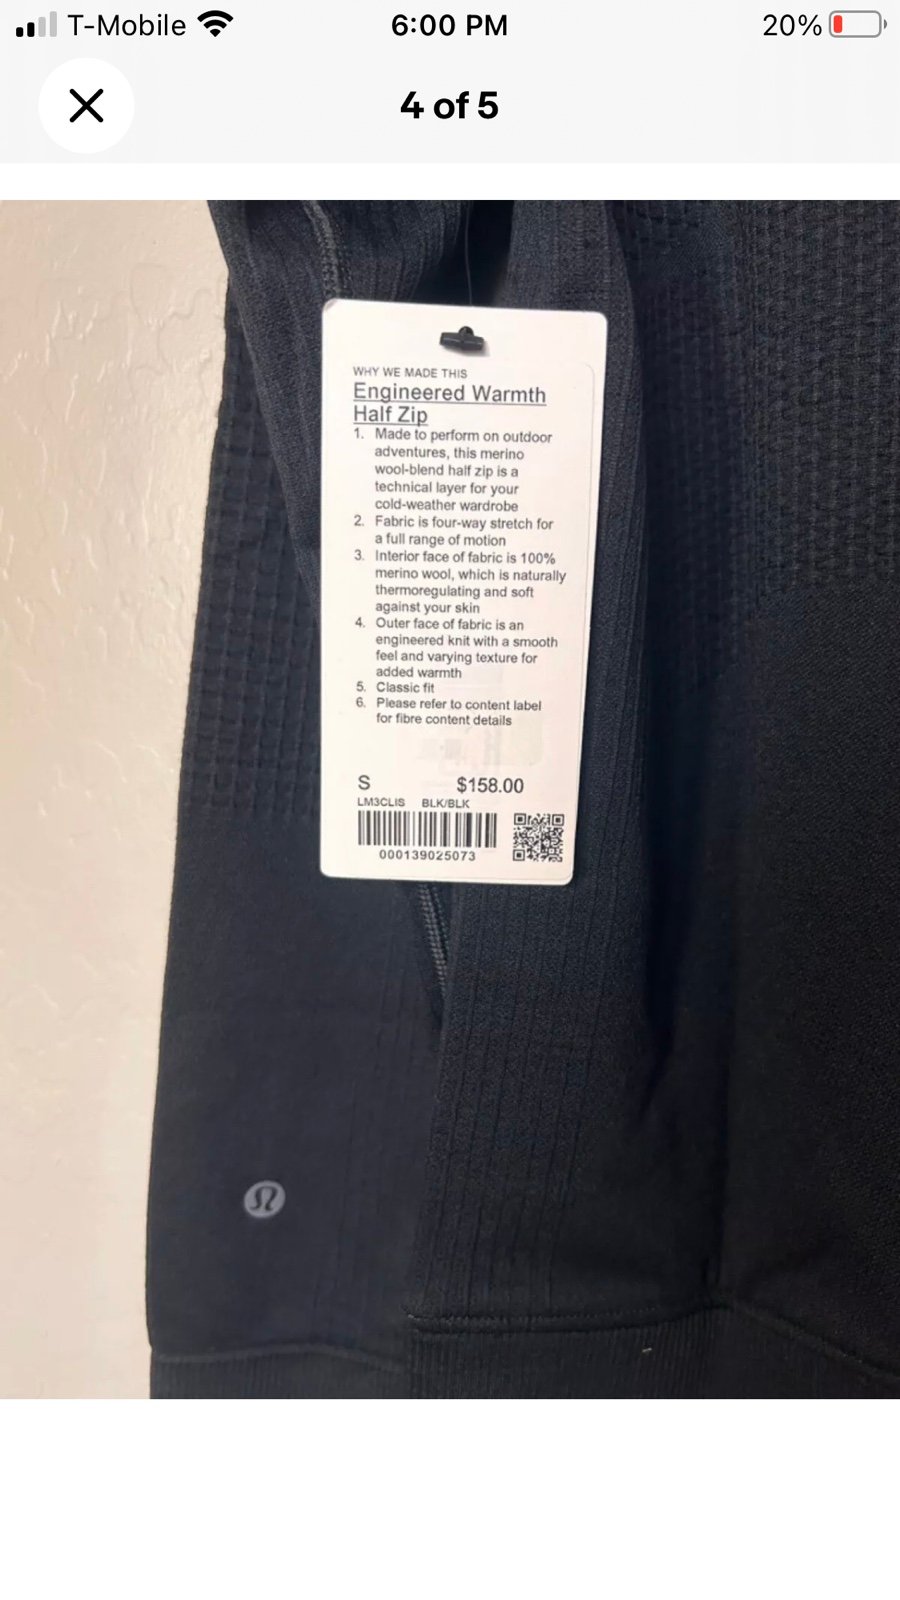 T-Mobile 6:00 PM 20%
4 of 5
WHY WE MADE THIS
Engineered Warmth
Half Zip
1. Made to perform on outdoor
adventures, this merino
wool-blend half zip is a
technical layer for your
cold-weather wardrobe
2. Fabric is four-way stretch for
a full range of motion
3. Interior face of fabric is 100%
merino wool, which is naturally
thermoregulating and soft
against your skin
4. Outer face of fabric is an
engineered knit with a smooth
feel and varying texture for
added warmth
5. Classic fit
6. Please refer to content label
for fibre content details
S $158.00
LM3CLIS BLK/BLK
000139025073